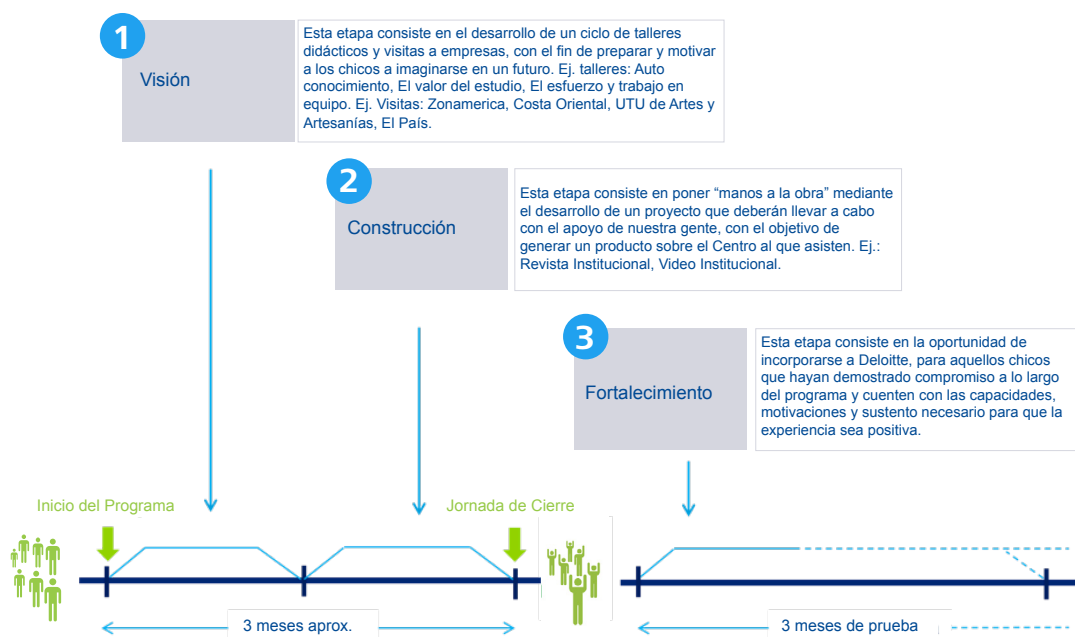 1
Visión
Esta etapa consiste en el desarrollo de un ciclo de talleres
didácticos y visitas a empresas, con el fin de preparar y motivar
a los chicos a imaginarse en un futuro. Ej. talleres: Auto
conocimiento, El valor del estudio, El esfuerzo y trabajo en
equipo. Ej. Visitas: Zonamerica, Costa Oriental, UTU de Artes y
Artesanías, El País.
2
Construcción
Esta etapa consiste en poner “manos a la obra” mediante
el desarrollo de un proyecto que deberán llevar a cabo
con el apoyo de nuestra gente, con el objetivo de
generar un producto sobre el Centro al que asisten. Ej.:
Revista Institucional, Video Institucional.
3
Fortalecimiento
Esta etapa consiste en la oportunidad de
incorporarse a Deloitte, para aquellos chicos
que hayan demostrado compromiso a lo largo
del programa y cuenten con las capacidades,
motivaciones y sustento necesario para que la
experiencia sea positiva.
Inicio del Programa
Jornada de Cierre
3 meses aprox.
3 meses de prueba